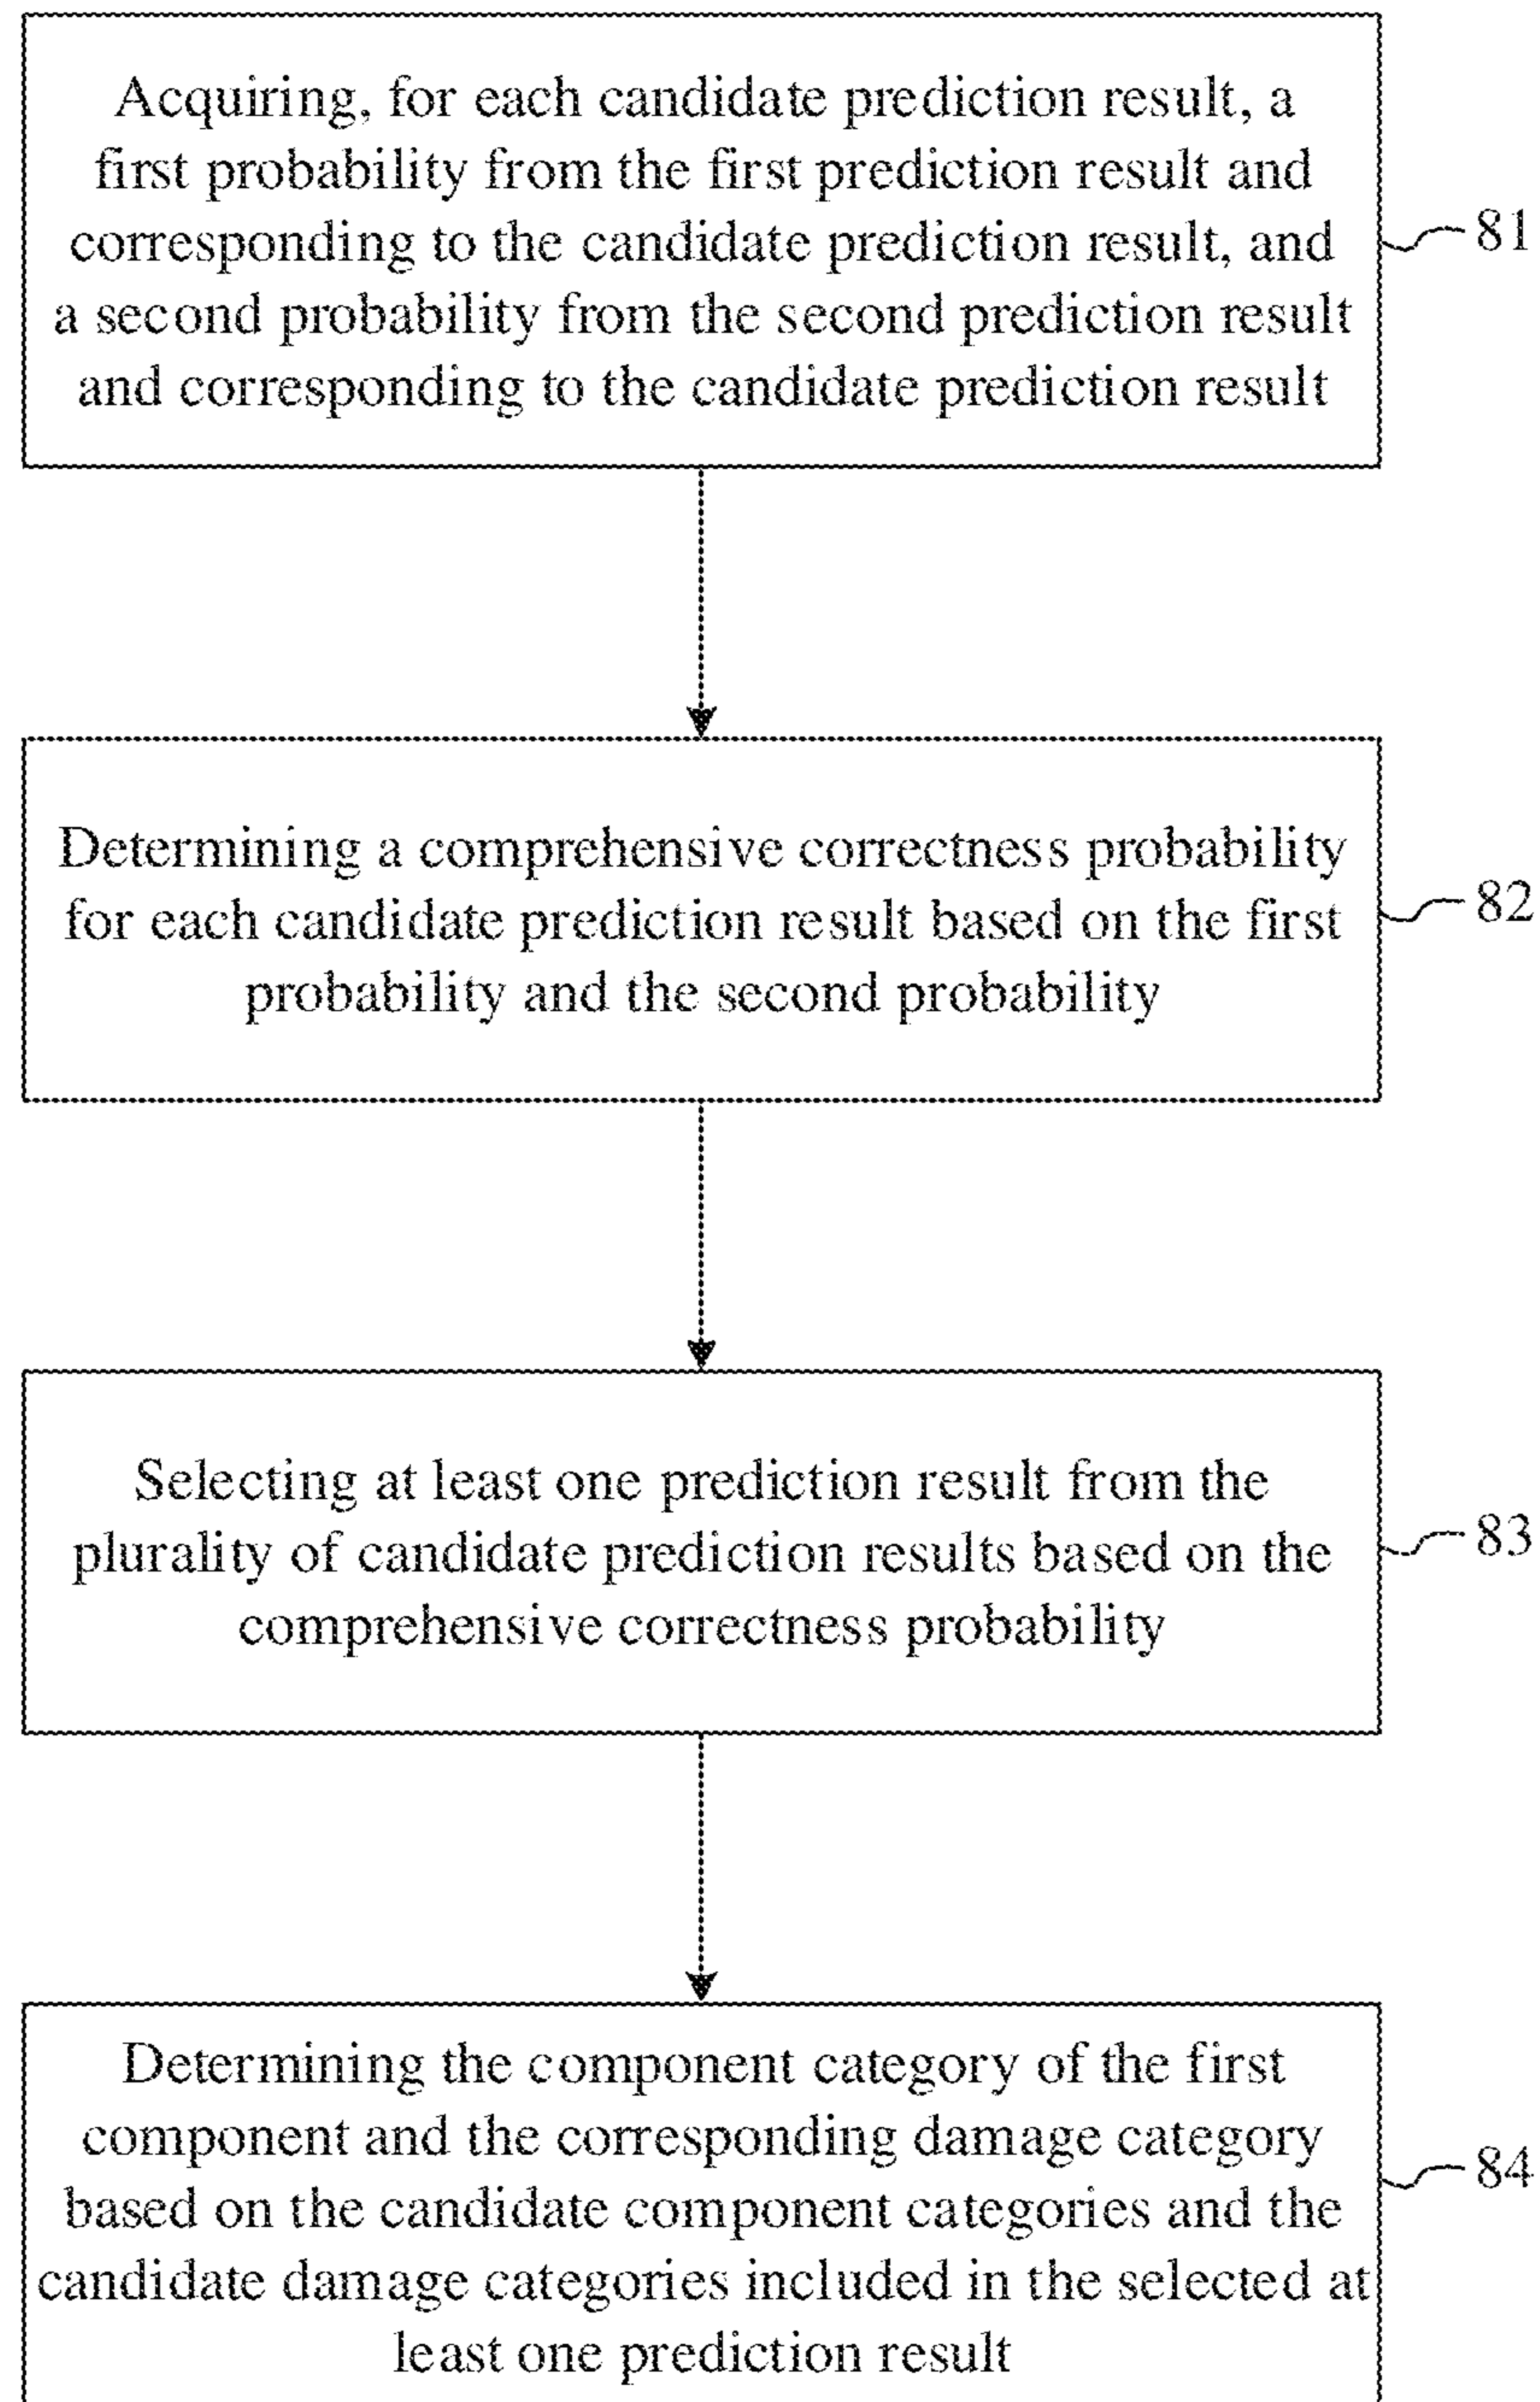 Acquiring, for each candidate prediction result, a
first probability from the first prediction result and
corresponding to the candidate prediction result, and
a second probability from the second prediction result
and corresponding to the candidate prediction result
81
Determining a comprehensive correctness probability
for each candidate prediction result based on the first
probability and the second probability
82
Selecting at least one prediction result from the
plurality of candidate prediction results based on the
comprehensive correctness probability
83
Determining the component category of the first
component and the corresponding damage category
based on the candidate component categories and the
candidate damage categories included in the selected at
least one prediction result
84